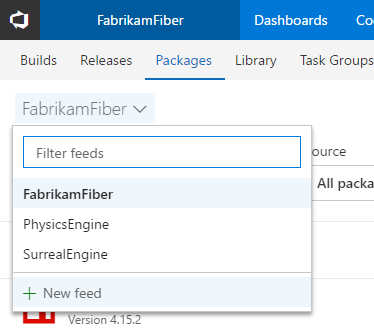 FabrikamFiber Dashboards Co
Builds Releases Packages Library Task Groups
FabrikamFiber
Filter feeds
ource
FabrikamFiber
All packa
PhysicsEngine
SurrealEngine
+ New feed
Version 4.15.2